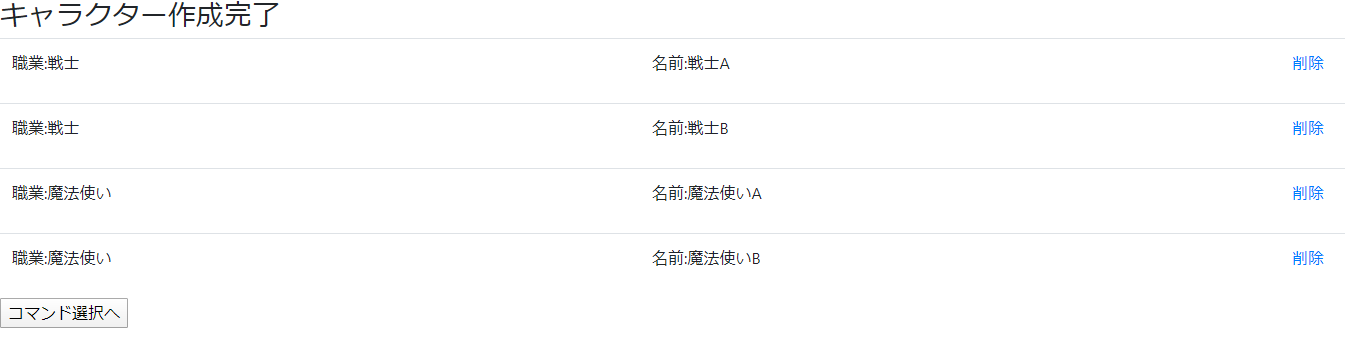 キャラクター作成完了
職業:戦士 名前:戦士A 削除
職業:戦士 名前:戦士B 削除
職業:魔法使い 名前:魔法使いA 削除
職業:魔法使い 名前:魔法使いB 削除
コマンド選択へ